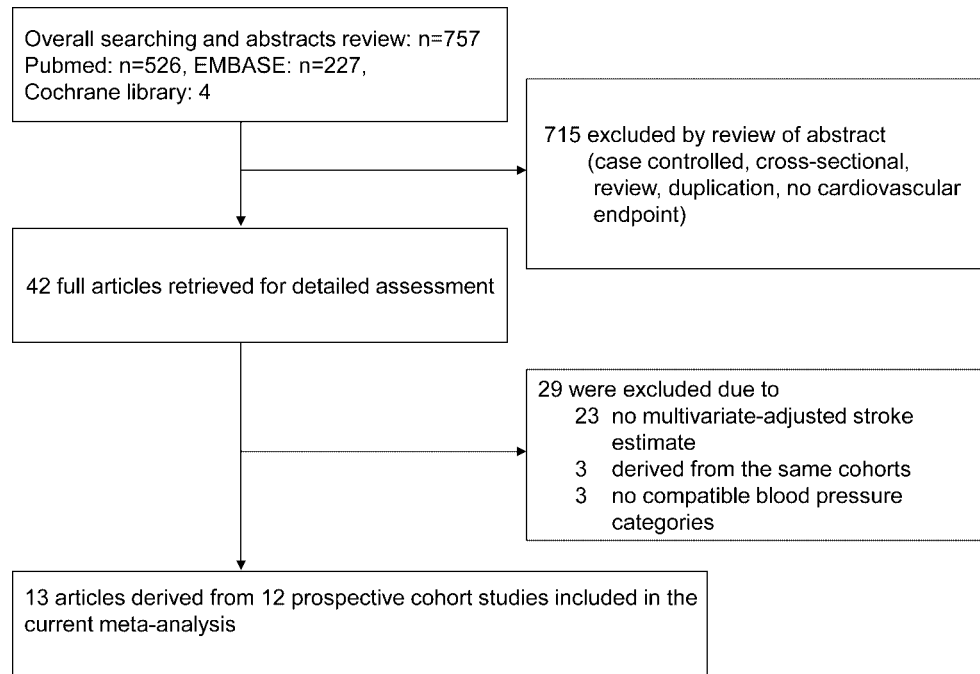 Overall searching and abstracts review: n=757
Pubmed: n=526, EMBASE: n=227,
Cochrane library: 4
715 excluded by review of abstract
(case controlled, cross-sectional,
review, duplication, no cardiovascular
endpoint)
42 full articles retrieved for detailed assessment
29 were excluded due to
23 no multivariate-adjusted stroke
estimate
3 derived from the same cohorts
3 no compatible blood pressure
categories
13 articles derived from 12 prospective cohort studies included in the
current meta-analysis